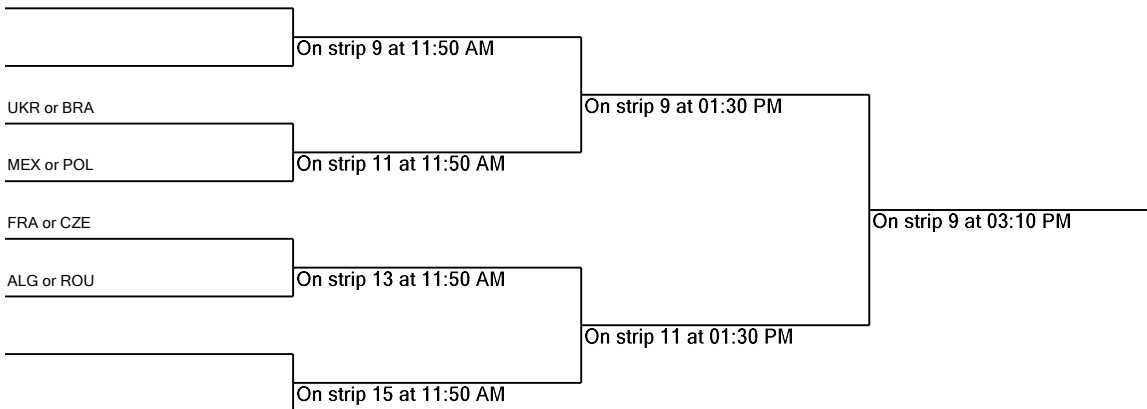 On strip 9 at 11:50 AM
UKR or BRA
On strip 9 at 01:30 PM
MEX or POL
On strip 11 at 11:50 AM
FRA or CZE
On strip 9 at 03:10 PM
ALG or ROU
On strip 13 at 11:50 AM
On strip 11 at 01:30 PM
On strip 15 at 11:50 AM